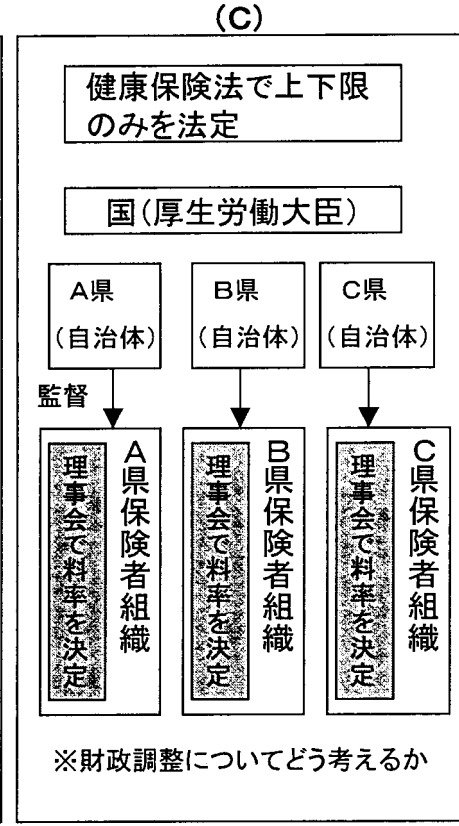 (C)
健康保険法で上下限
のみを法定
国(厚生労働大臣)
A県
(自治体)
B県
(自治体)
C県
(自治体)
監督
A県保険者組織
理事会で料率を決定
B県保険者組織
理事会で料率を決定
C県保険者組織
理事会で料率を決定
※財政調整についてどう考えるか